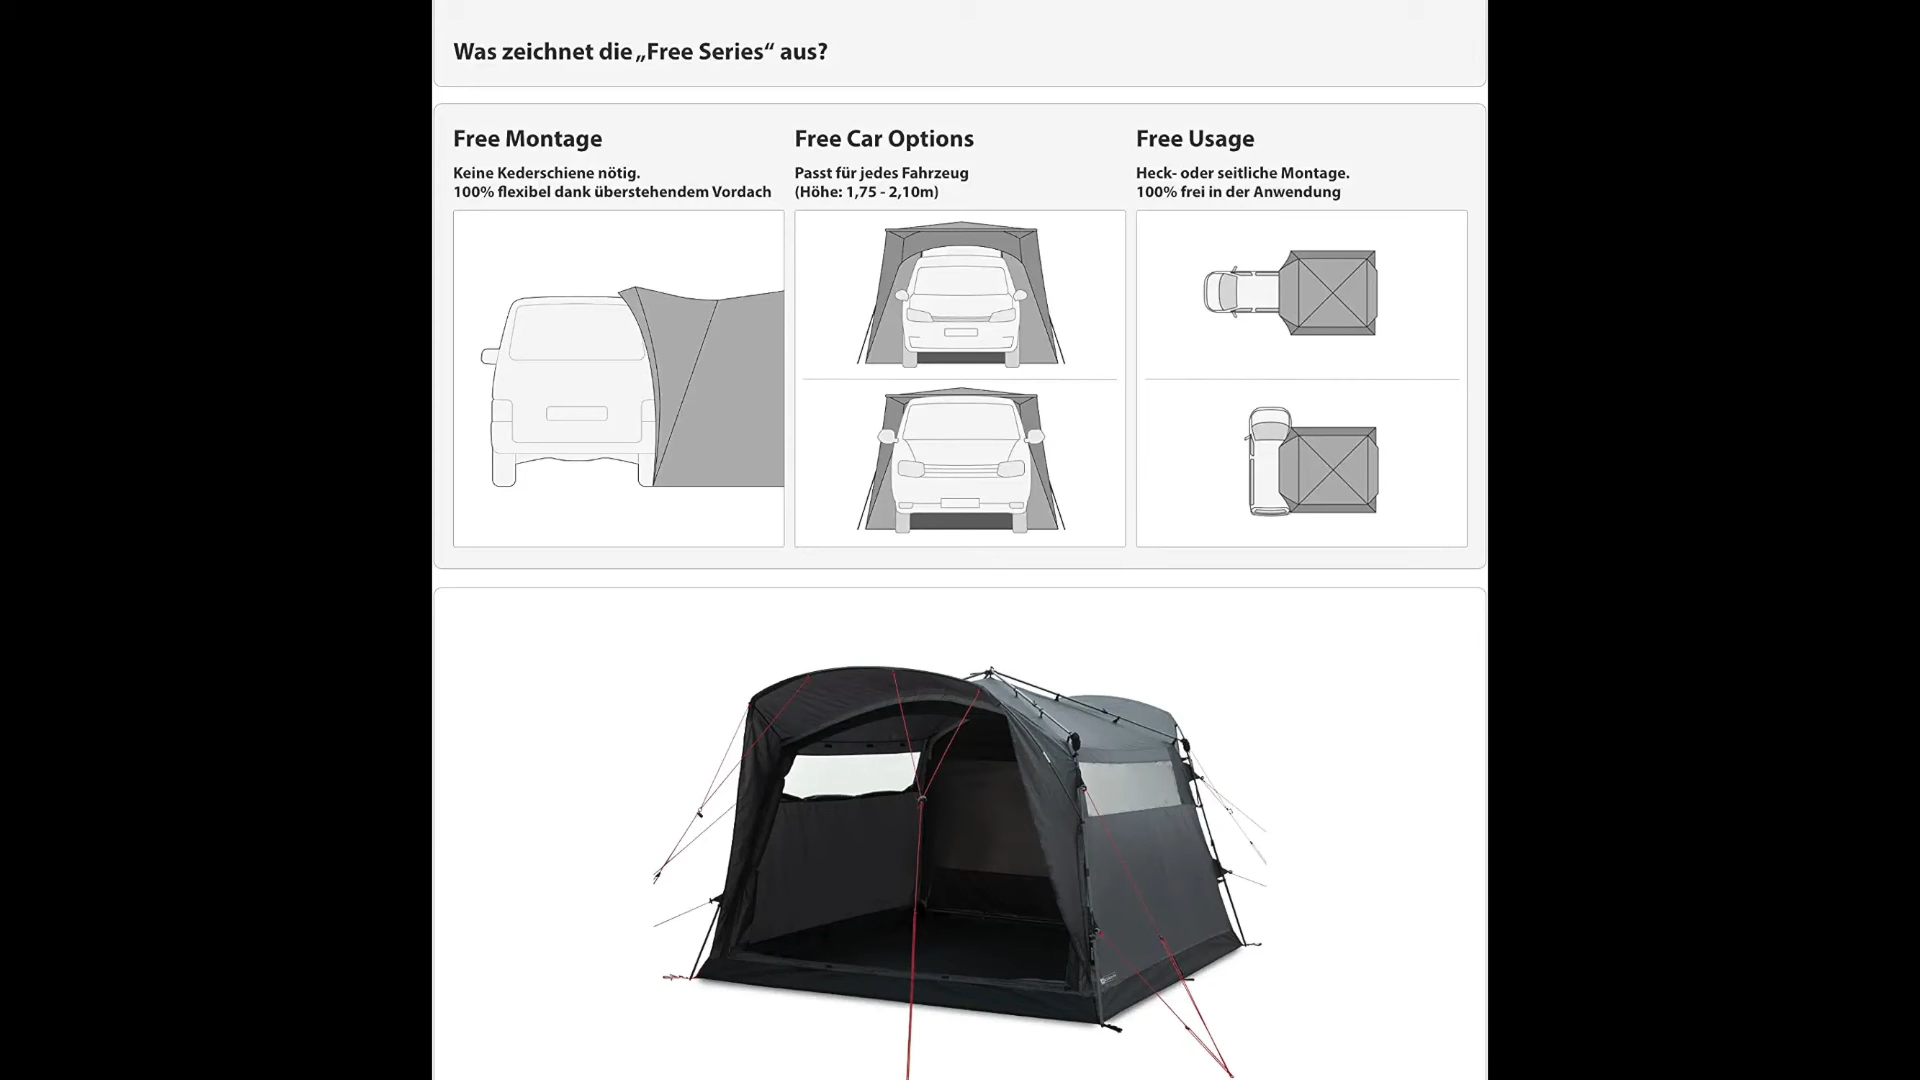 Was zeichnet die „Free Series“ aus?
Free Montage
Keine Kederschiene nötig.
100% flexibel dank überstehendem Vordach
Free Car Options
Passt für jedes Fahrzeug
(Höhe: 1,75 - 2,10m)
Free Usage
Heck- oder seitliche Montage.
100% frei in der Anwendung